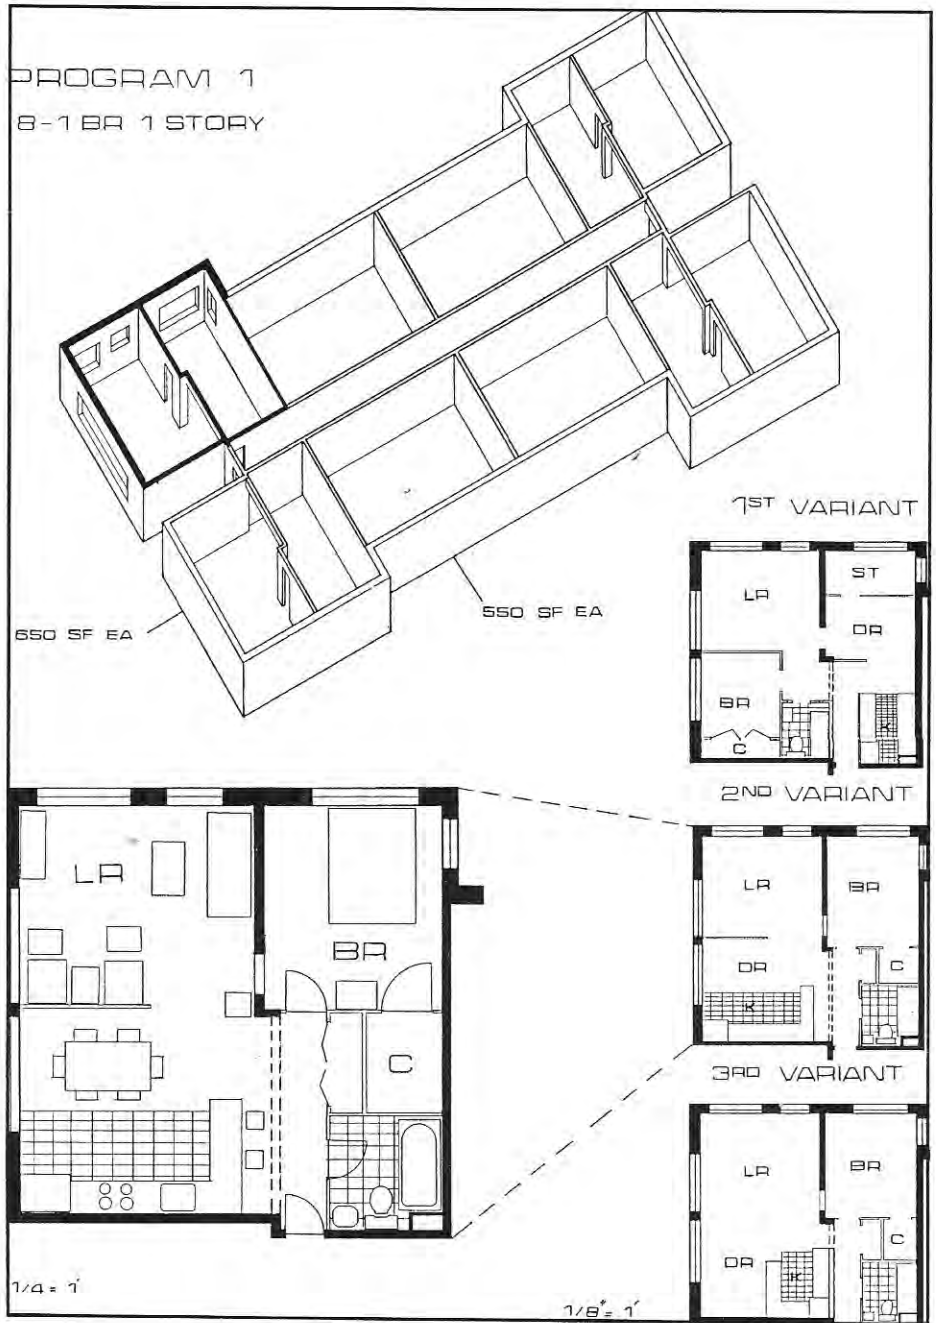 PROGRAM 1
8-1 BR 1 STORY
650 SF EA
550 SF EA
1ST VARIANT
LR
ST
DR
BR
K
C
2ND VARIANT
LR
BR
DR
C
K
3RD VARIANT
LR
BR
C
DR
K
LR
BR
C
1/4 = 1'
1/8" = 1'